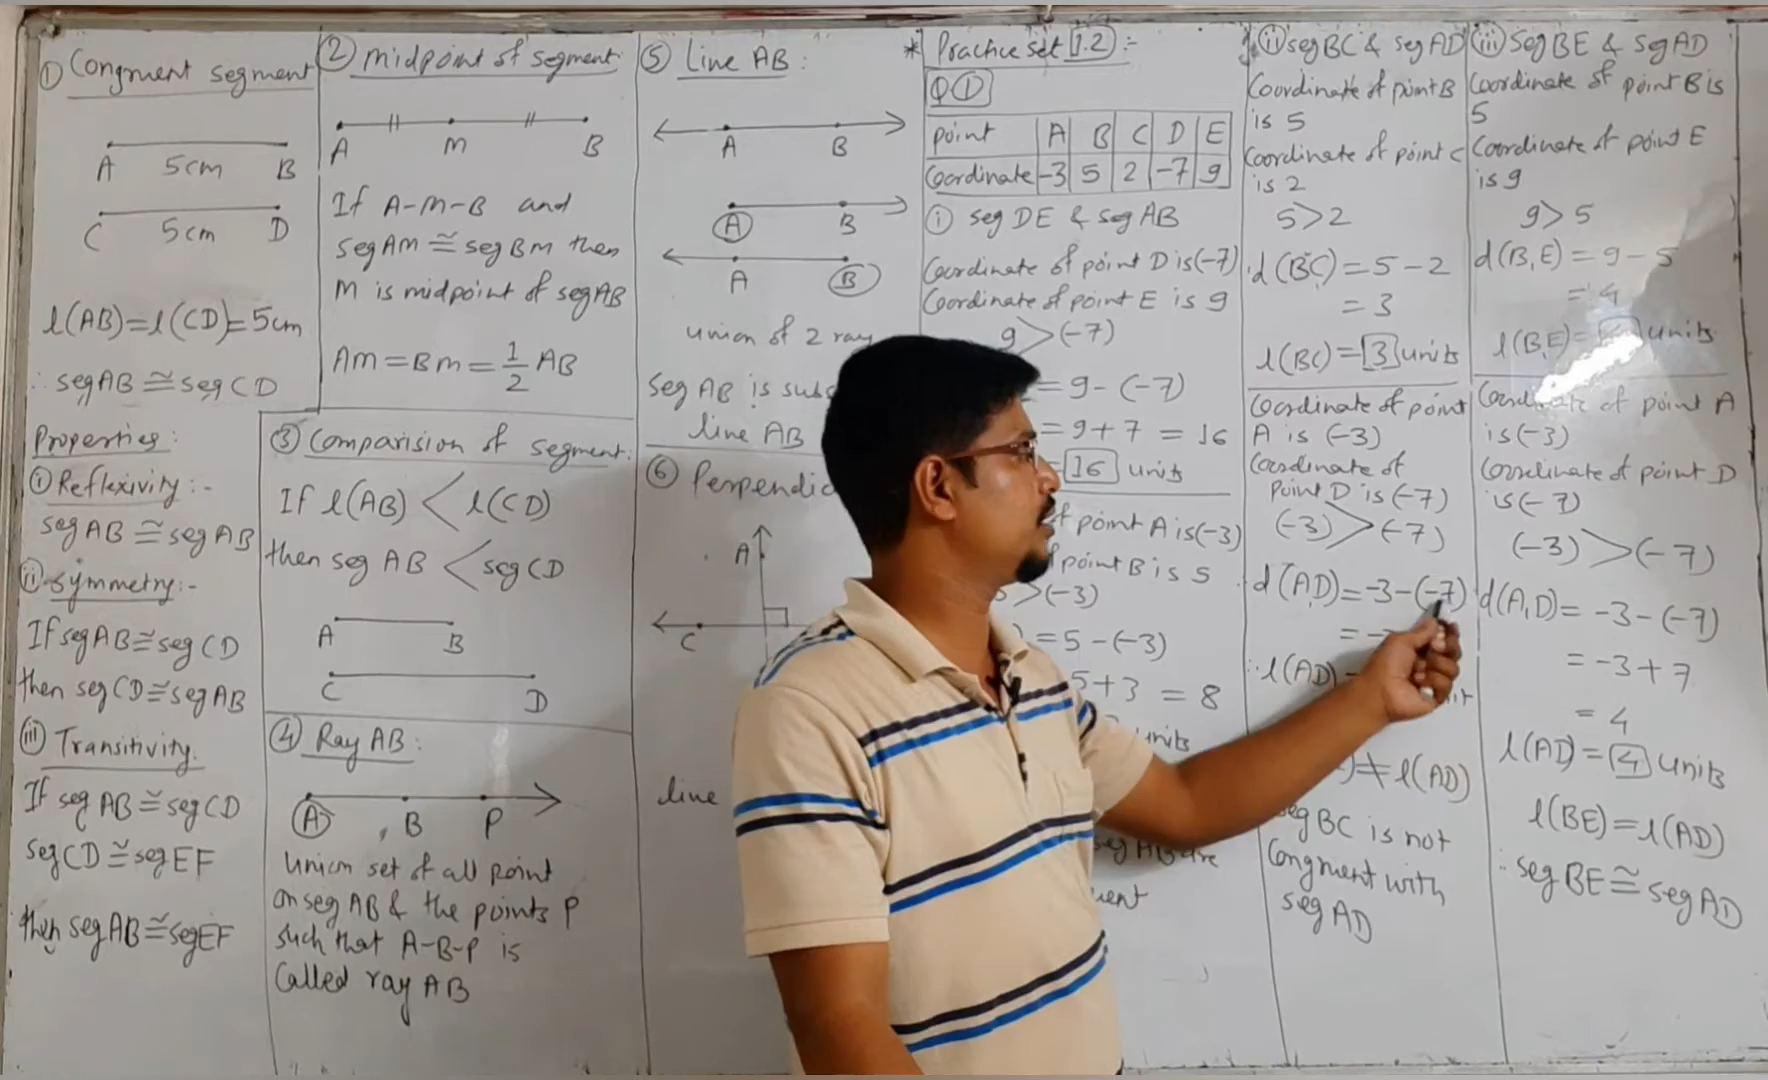 ① Congruent segment
A 5cm B
C 5cm D
l(AB)=l(CD)=5cm
∴ seg AB ≅ seg CD
Properties:
ⓘ Reflexivity:-
seg AB ≅ seg AB
ⓘⓘ Symmetry:-
If seg AB ≅ seg CD
then seg CD ≅ seg AB
ⓘⓘⓘ Transitivity.
If seg AB ≅ seg CD
seg CD ≅ seg EF
then seg AB ≅ seg EF
② midpoint of segment:
A M B
If A-M-B and
seg AM ≅ seg BM then
M is midpoint of seg AB
AM = BM = 1/2 AB
③ Comparision of segment:
If l(AB) < l(CD)
then seg AB < seg CD
A B
C D
④ Ray AB:
A B P
Union set of all point
on seg AB & the points P
such that A-B-P is
Called ray AB
⑤ Line AB:
A B
A B
A B
union of 2 ray
seg AB is
line AB
⑥
A
C
line
* Practice set 1.2 :-
Q ①
point A B C D E
Coordinate -3 5 2 -7 9
ⓘ seg DE & seg AB
Coordinate of point D is (-7)
Coordinate of point E is 9
9 > (-7)
= 9 - (-7)
= 9 + 7 = 16
= 16 units
point A is (-3)
point B is 5
> (-3)
= 5 - (-3)
5 + 3 = 8
units
seg AB are
ⓘⓘ seg BC & seg AD
Coordinate of point B
is 5
Coordinate of point C
is 2
5 > 2
d(B,C) = 5 - 2
= 3
l(BC) = 3 units
Coordinate of point
A is (-3)
Coordinate of
point D is (-7)
(-3) > (-7)
d(A,D) = -3 - (-7)
=
∴ l(AD) =
≠ l(AD)
seg BC is not
Congruent with
seg AD
ⓘⓘⓘ seg BE & seg AD
Coordinate of point B is
5
Coordinate of point E
is 9
9 > 5
d(B,E) = 9 - 5
= 4
l(BE) = units
Coordinate of point A
is (-3)
Coordinate of point D
is (-7)
(-3) > (-7)
d(A,D) = -3 - (-7)
= -3 + 7
= 4
l(AD) = 4 units
l(BE) = l(AD)
∴ seg BE ≅ seg AD